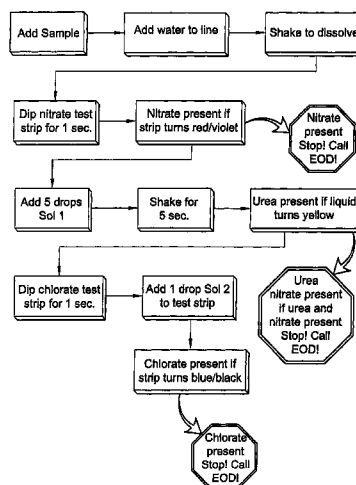 Add Sample
Add water to line
Shake to dissolve
Dip nitrate test
strip for 1 sec.
Nitrate present if
strip turns red/violet
Nitrate
present
Stop! Call
EOD!
Add 5 drops
Sol 1
Shake for
5 sec.
Urea present if liquid
turns yellow
Urea
nitrate present
if urea and
nitrate present
Stop! Call
EOD!
Dip chlorate test
strip for 1 sec.
Add 1 drop Sol 2
to test strip
Chlorate present if
strip turns blue/black
Chlorate
present
Stop! Call
EOD!